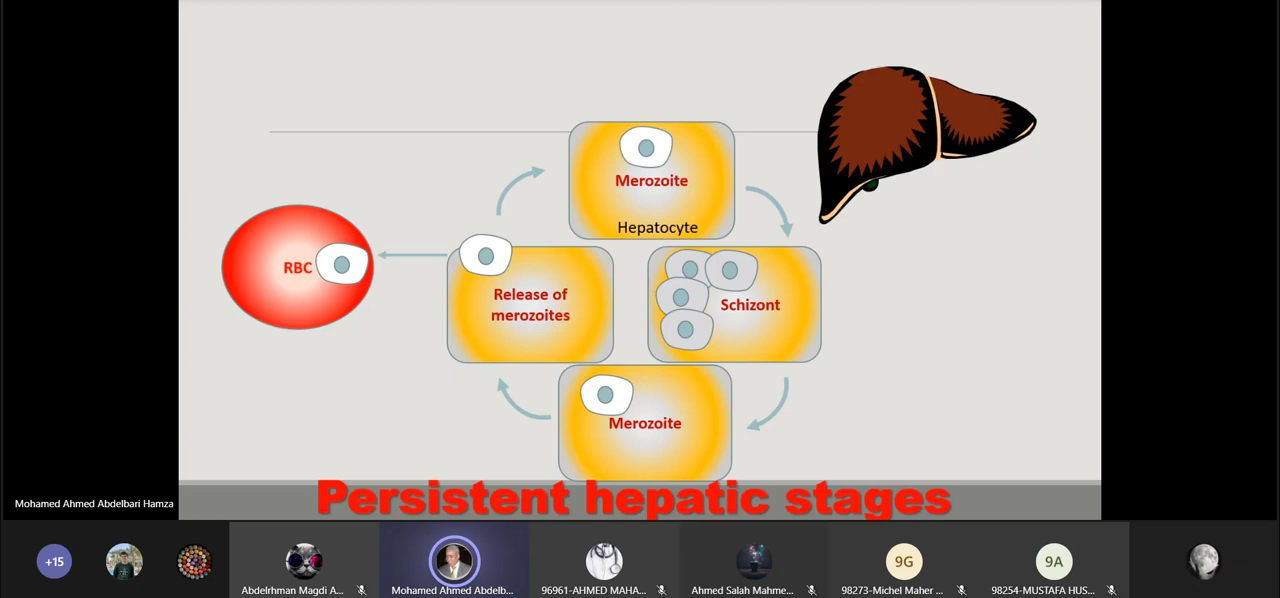 Merozoite
Hepatocyte
RBC
Release of
merozoites
Schizont
Merozoite
Persistent hepatic stages
Mohamed Ahmed Abdelbari Hamza
+15
Abdelrhman Magdi A...
Mohamed Ahmed Abdelb...
96961-AHMED MAHA...
Ahmed Salah Mahme...
9G
98273-Michel Maher ...
9A
98254-MUSTAFA HUS...